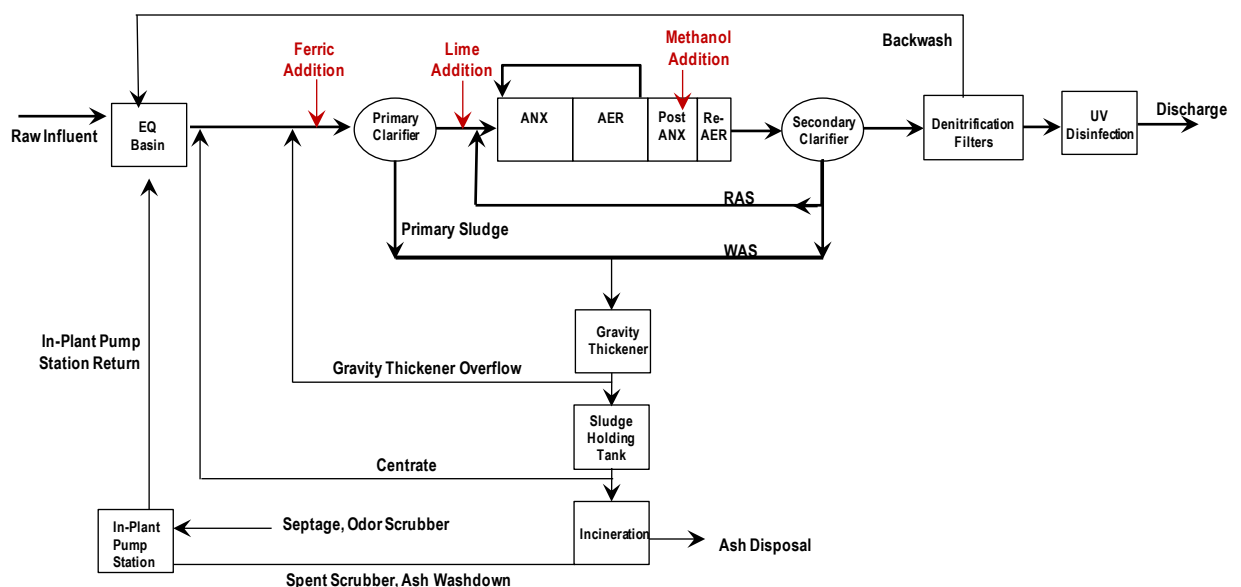 Backwash
Ferric
Addition
Lime
Addition
Methanol
Addition
Raw Influent
EQ
Basin
Primary
Clarifier
ANX
AER
Post
ANX
Re-
AER
Secondary
Clarifier
Denitrification
Filters
UV
Disinfection
Discharge
RAS
Primary Sludge
WAS
Gravity
Thickener
In-Plant Pump
Station Return
Gravity Thickener Overflow
Sludge
Holding
Tank
Centrate
In-Plant
Pump
Station
Septage, Odor Scrubber
Incineration
Ash Disposal
Spent Scrubber, Ash Washdown